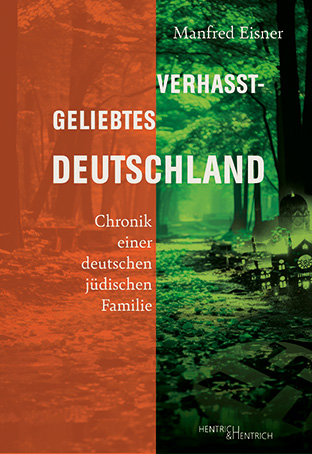 Manfred Eisner
VERHASST-
GELIEBTES
DEUTSCHLAND
Chronik
einer
deutschen
jüdischen
Familie
HENTRICH
&HENTRICH